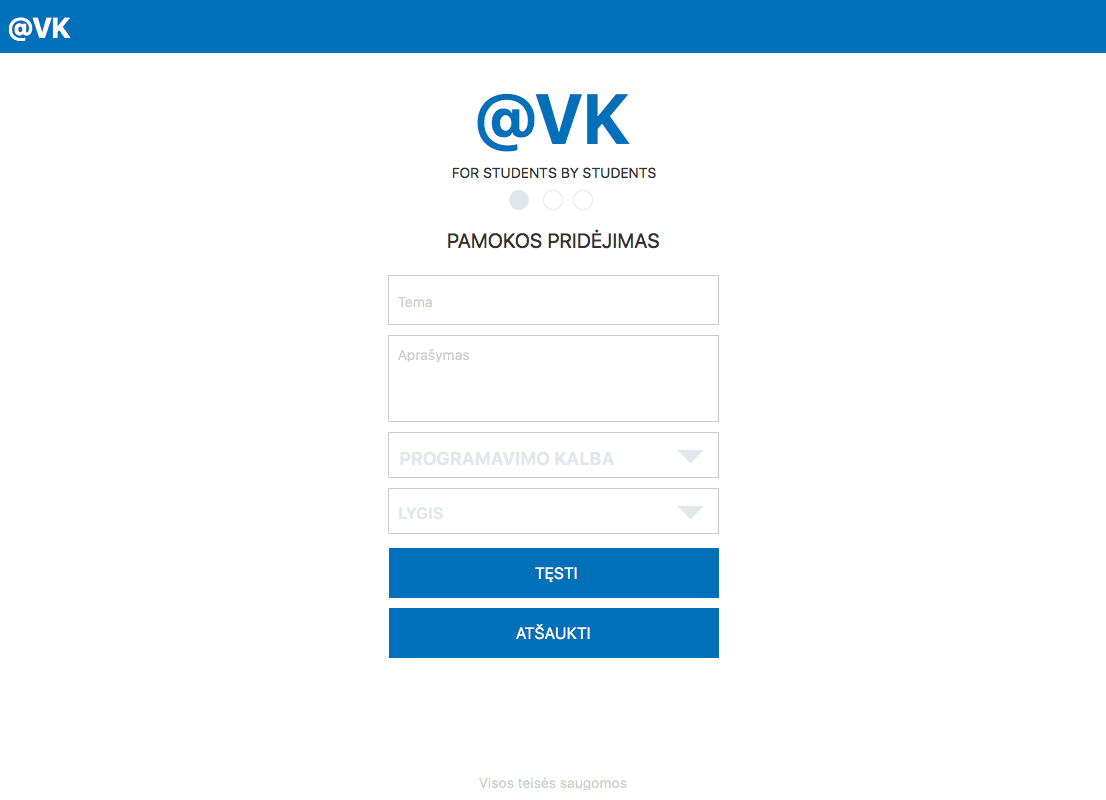 @VK
@VK
FOR STUDENTS BY STUDENTS
PAMOKOS PRIDĖJIMAS
Tema
Aprašymas
PROGRAMAVIMO KALBA
LYGIS
TĘSTI
ATŠAUKTI
Visos teisės saugomos